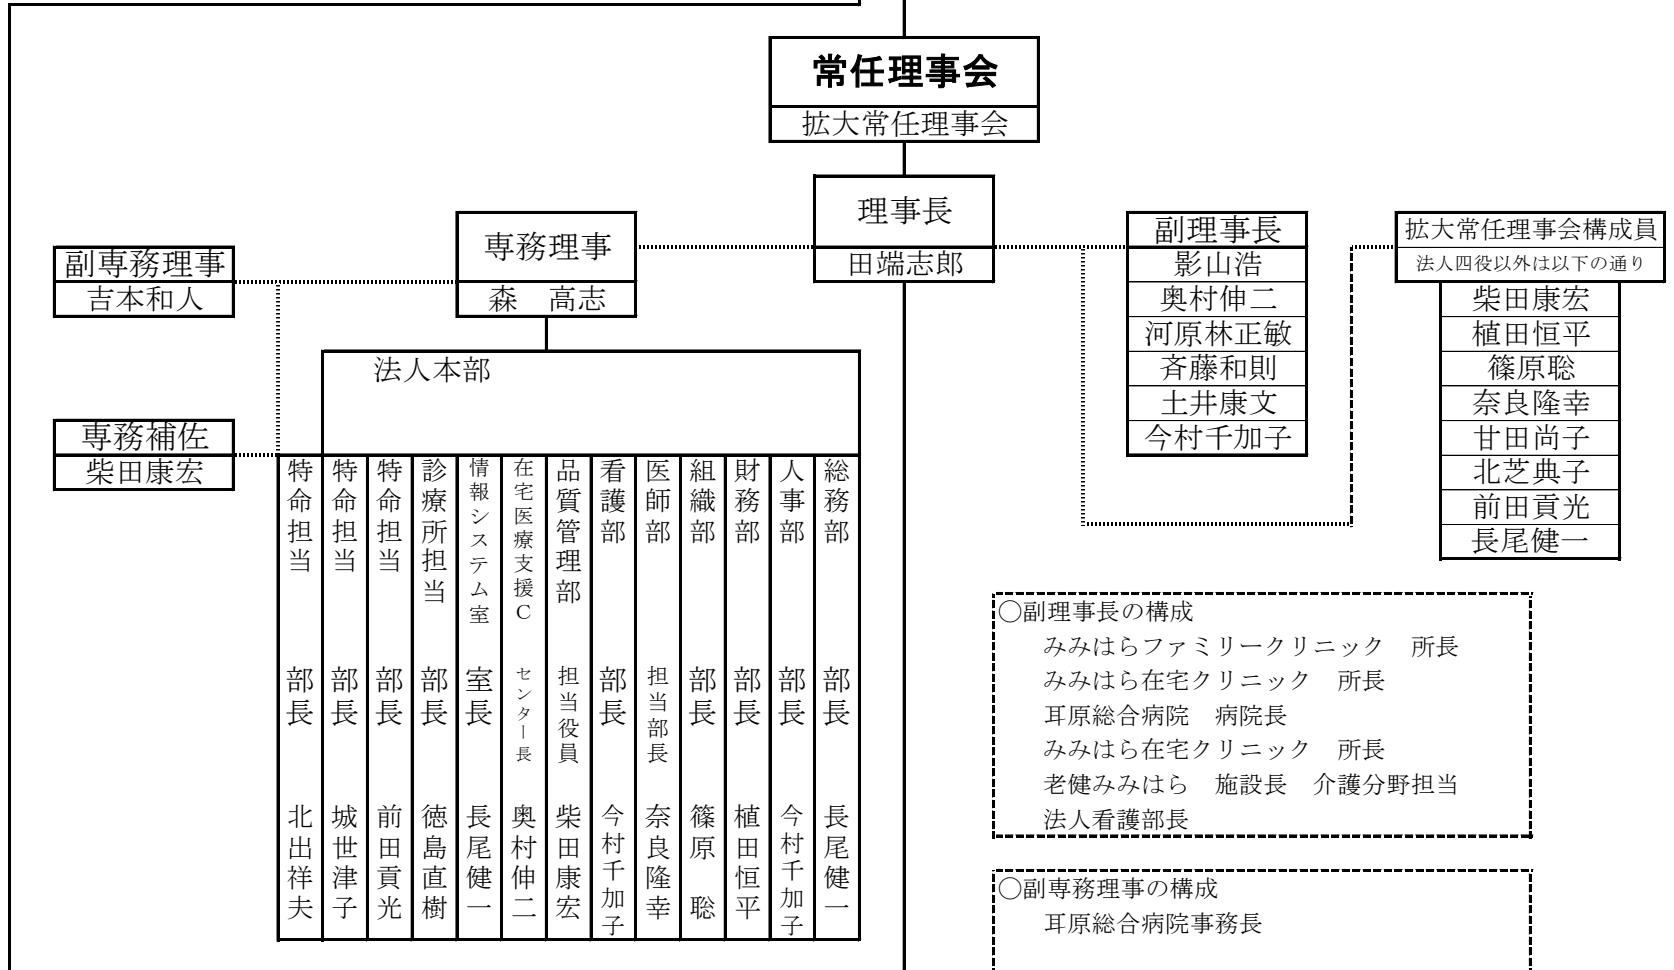 常任理事会
拡大常任理事会
理事長
田端志郎
専務理事
森　高志
副専務理事
吉本和人
専務補佐
柴田康宏
副理事長
影山浩
奥村伸二
河原林正敏
斉藤和則
土井康文
今村千加子
拡大常任理事会構成員
法人四役以外は以下の通り
柴田康宏
植田恒平
篠原聡
奈良隆幸
甘田尚子
北芝典子
前田貢光
長尾健一
法人本部
総務部　部長　長尾健一
人事部　部長　今村千加子
財務部　部長　植田恒平
組織部　部長　篠原　聡
医師部　担当部長　奈良隆幸
看護部　部長　今村千加子
品質管理部　担当役員　柴田康宏
在宅医療支援C　センター長　奥村伸二
情報システム室　室長　長尾健一
診療所担当　部長　徳島直樹
特命担当　部長　前田貢光
特命担当　部長　城世津子
特命担当　部長　北出祥夫
〇副理事長の構成
みみはらファミリークリニック　所長
みみはら在宅クリニック　所長
耳原総合病院　病院長
みみはら在宅クリニック　所長
老健みみはら　施設長　介護分野担当
法人看護部長
〇副専務理事の構成
耳原総合病院事務長